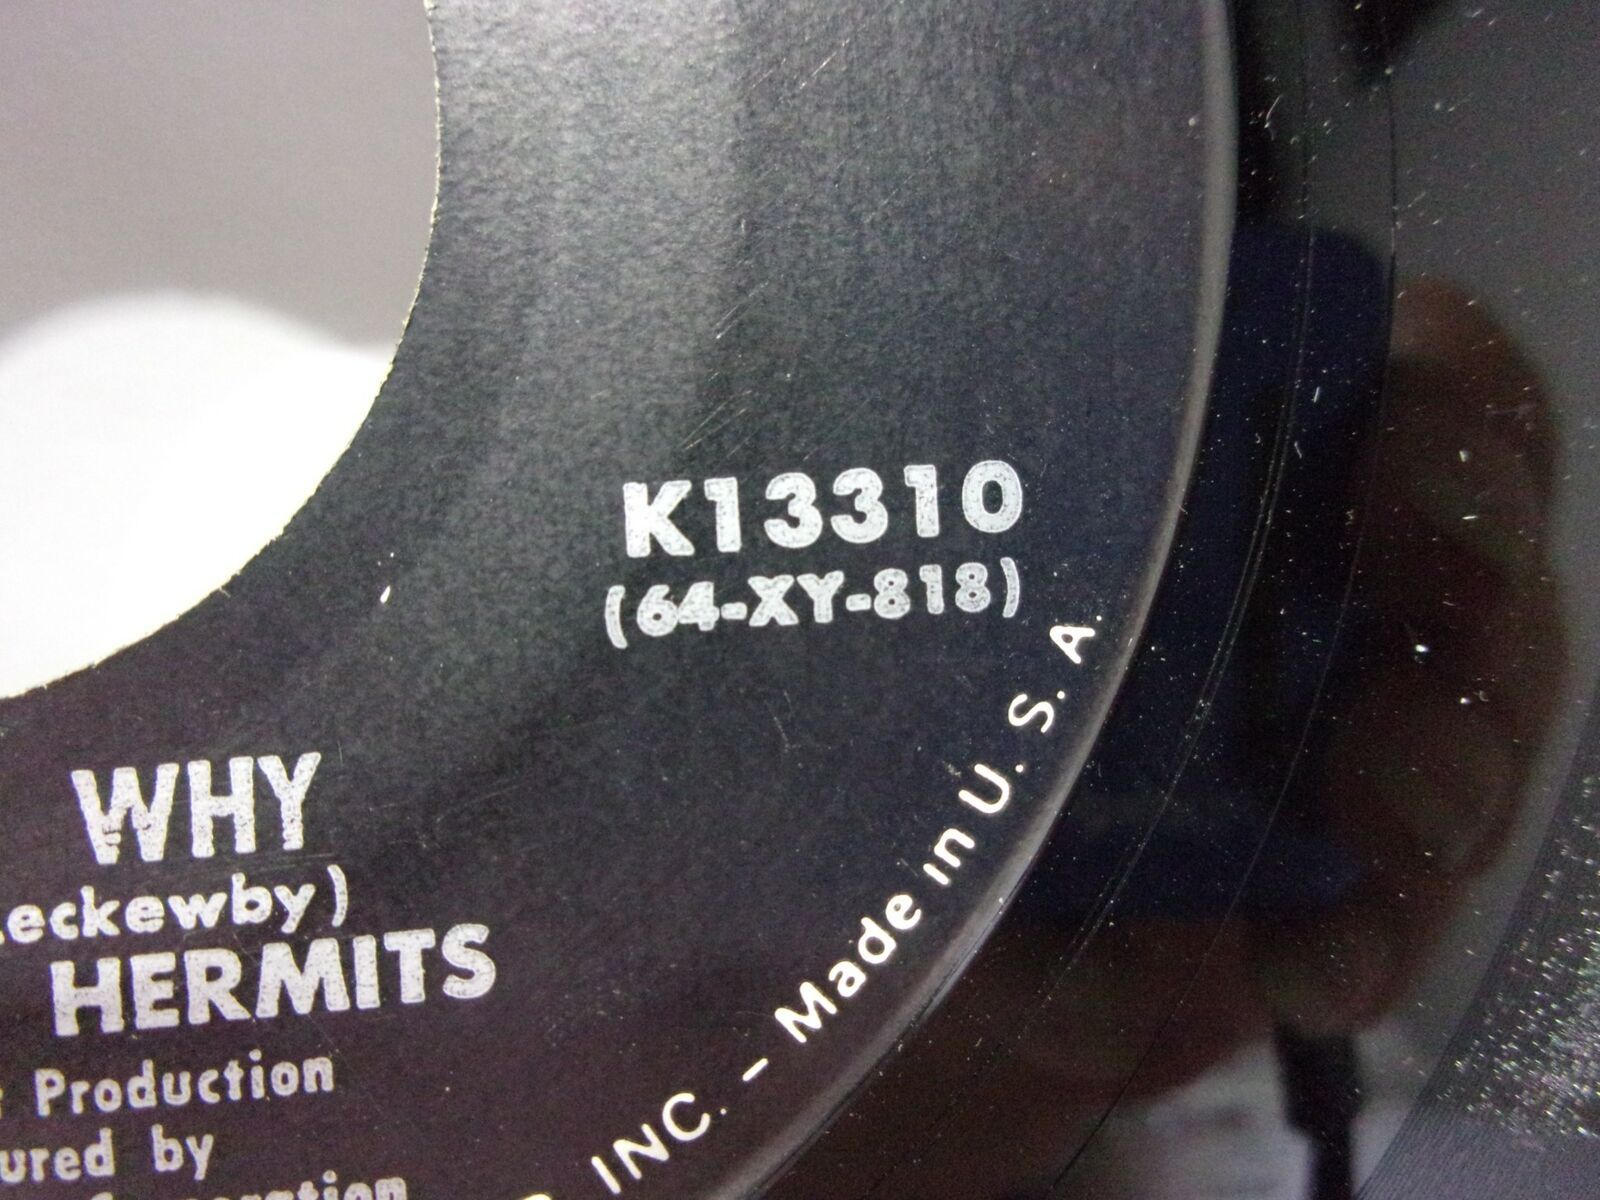 K13310
(64-XY-818)
WHY
eckewby)
HERMITS
Production
ured by
INC. - Made in U. S. A.